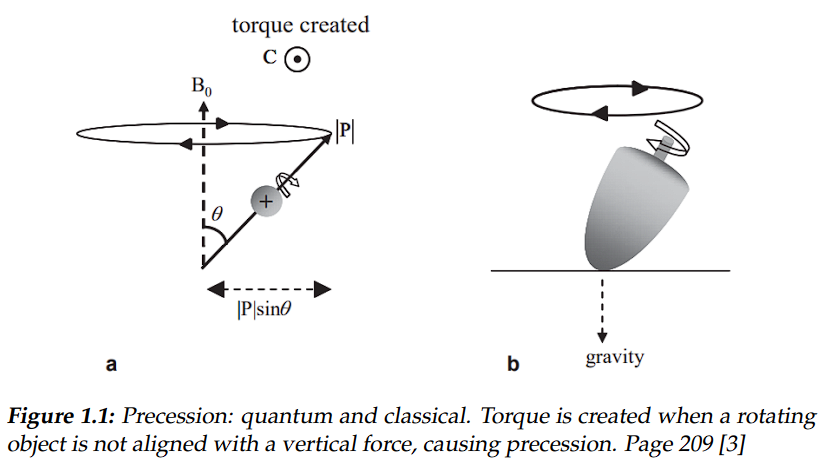 torque created
C
B₀
|P|
+
θ
|P|sinθ
gravity
a
b
Figure 1.1: Precession: quantum and classical. Torque is created when a rotating
object is not aligned with a vertical force, causing precession. Page 209 [3]